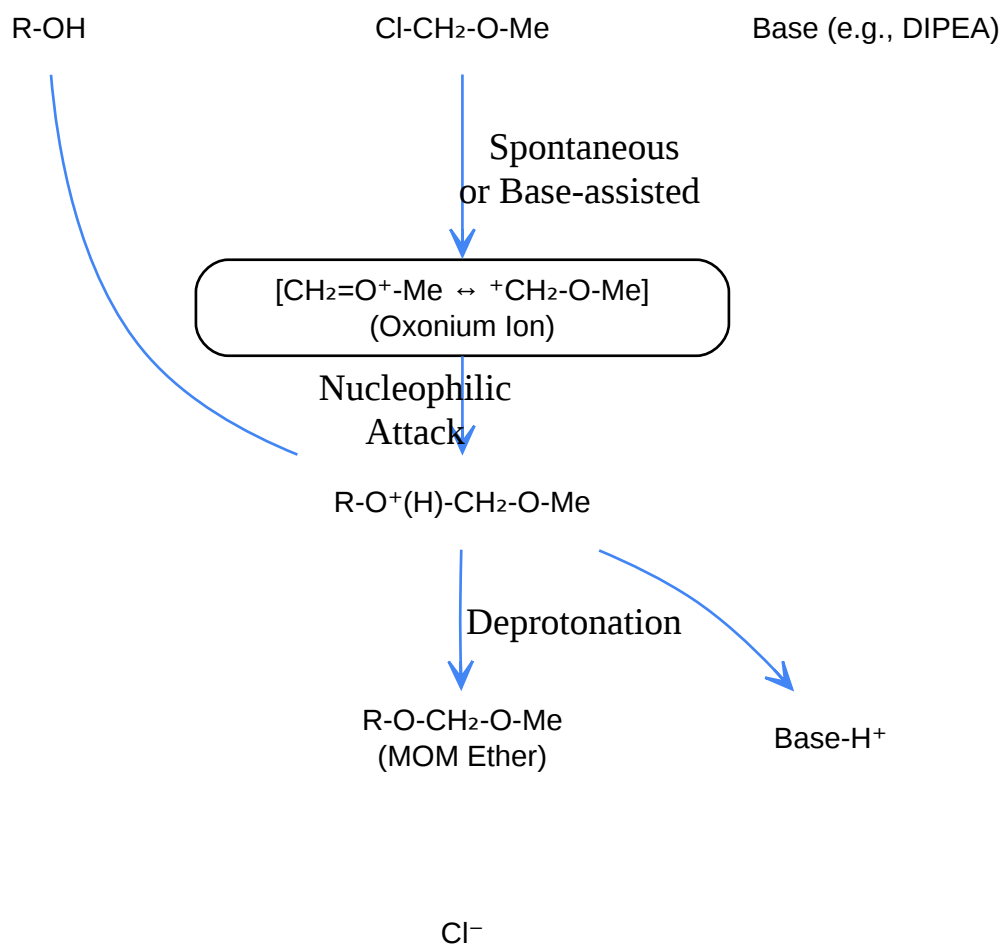 R-OH
Cl-CH₂-O-Me
Base (e.g., DIPEA)
Spontaneous
or Base-assisted
[CH₂=O⁺-Me ↔ ⁺CH₂-O-Me]
(Oxonium Ion)
Nucleophilic
Attack
R-O⁺(H)-CH₂-O-Me
Deprotonation
R-O-CH₂-O-Me
(MOM Ether)
Base-H⁺
Cl⁻